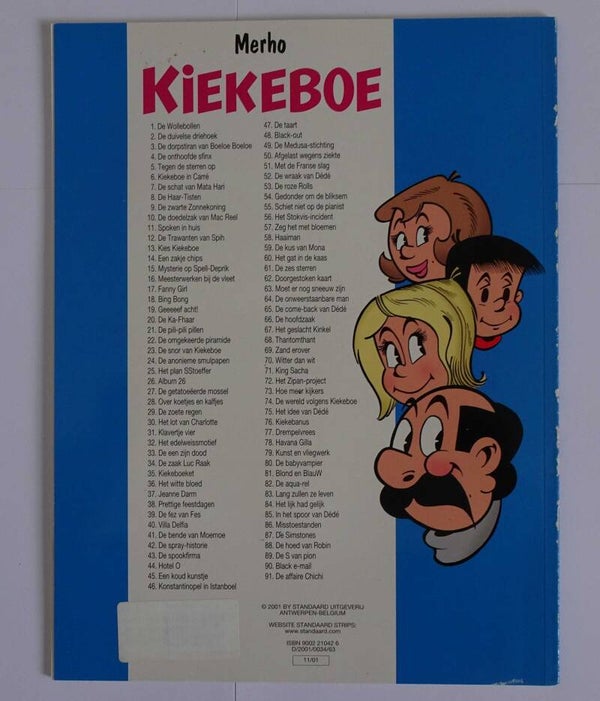 Merho
KIEKEBOE
1. De Wollebollen
2. De duivelse driehoek
3. De dorpstiran van Boeloe Boeloe
4. De onthoofde sfinx
5. Tegen de sterren op
6. Kiekeboe in Carré
7. De schat van Mata Hari
8. De Haar-Tisten
9. De zwarte Zonnekoning
10. De doedelzak van Mac Reel
11. Spoken in huis
12. De Trawanten van Spih
13. Kies Kiekeboe
14. Een zakje chips
15. Mysterie op Spell-Deprik
16. Meesterwerken bij de vleet
17. Fanny Girl
18. Bing Bong
19. Geeeeef acht!
20. De Ka-Fhaar
21. De pili-pili pillen
22. De omgekeerde piramide
23. De snor van Kiekeboe
24. De anonieme smulpapen
25. Het plan SStoeffer
26. Album 26
27. De getatoeëerde mossel
28. Over koetjes en kalfjes
29. De zoete regen
30. Het lot van Charlotte
31. Klavertje vier
32. Het edelweissmotief
33. De een zijn dood
34. De zaak Luc Raak
35. Kiekeboeket
36. Het witte bloed
37. Jeanne Darm
38. Prettige feestdagen
39. De fez van Fes
40. Villa Delfia
41. De bende van Moemoe
42. De spray-historie
43. De spookfirma
44. Hotel O
45. Een koud kunstje
46. Konstantinopel in Istanboel
47. De taart
48. Black-out
49. De Medusa-stichting
50. Afgelast wegens ziekte
51. Met de Franse slag
52. De wraak van Dédé
53. De roze Rolls
54. Gedonder om de bliksem
55. Schiet niet op de pianist
56. Het Stokvis-incident
57. Zeg het met bloemen
58. Haaiman
59. De kus van Mona
60. Het gat in de kaas
61. De zes sterren
62. Doorgestoken kaart
63. Moet er nog sneeuw zijn
64. De onweerstaanbare man
65. De come-back van Dédé
66. De hoofdzaak
67. Het geslacht Kinkel
68. Thantomthant
69. Zand erover
70. Witter dan wit
71. King Sacha
72. Het Zipan-project
73. Hoe meer kijkers
74. De wereld volgens Kiekeboe
75. Het idee van Dédé
76. Kiekebanus
77. Drempelvrees
78. Havana Gilla
79. Kunst en vliegwerk
80. De babyvampier
81. Blond en BlauW
82. De aqua-rel
83. Lang zullen ze leven
84. Het lijk had gelijk
85. In het spoor van Dédé
86. Misstoestanden
87. De Simstones
88. De hoed van Robin
89. De S van pion
90. Black e-mail
91. De affaire Chichi
© 2001 BY STANDAARD UITGEVERIJ
ANTWERPEN-BELGIUM
WEBSITE STANDAARD STRIPS:
www.standaard.com
ISBN 9002 21042 6
D/2001/0034/63
11/01